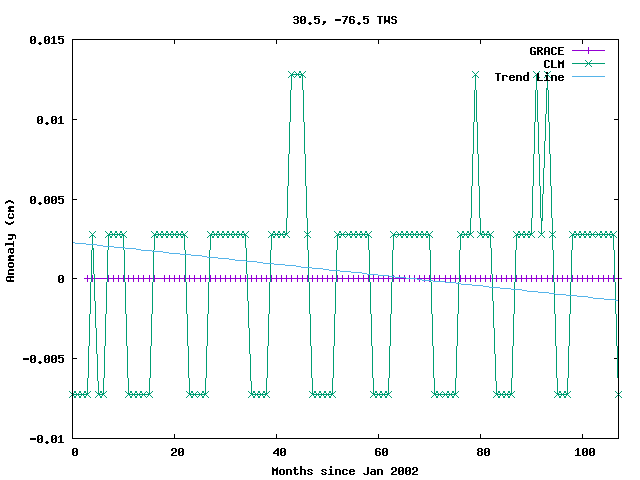 30.5, -76.5 TWS
GRACE
CLM
Trend Line
0.015
0.01
0.005
0
-0.005
-0.01
Anomaly (cm)
0 20 40 60 80 100
Months since Jan 2002